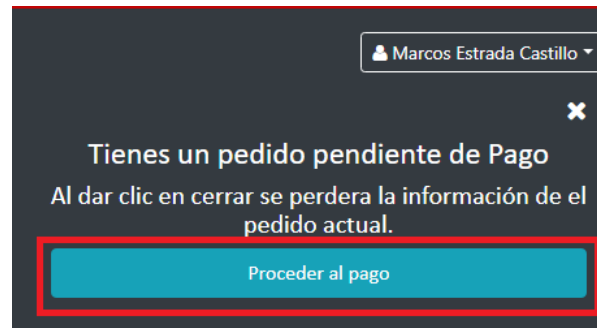 Marcos Estrada Castillo
Tienes un pedido pendiente de Pago
Al dar clic en cerrar se perdera la información de el
pedido actual.
Proceder al pago